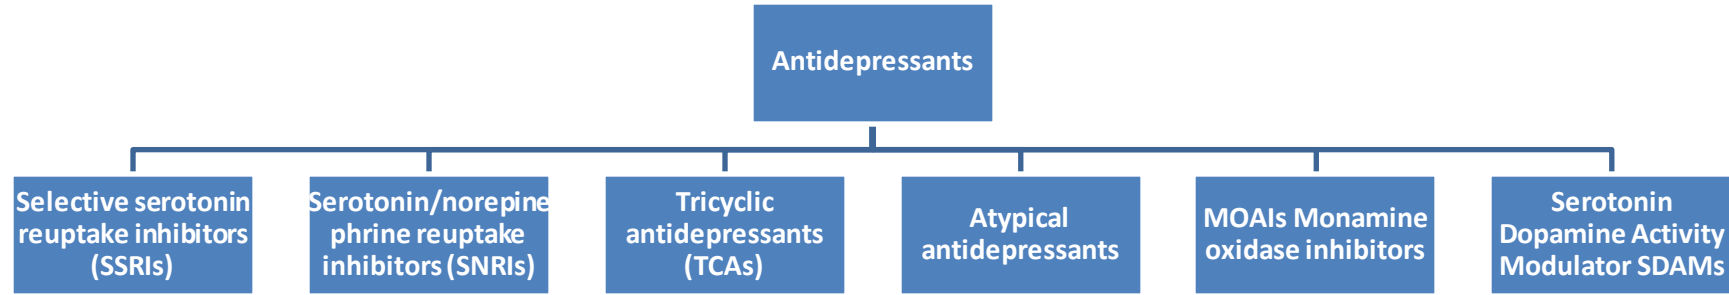 Antidepressants
Selective serotonin
reuptake inhibitors
(SSRIs)
Serotonin/norepine
phrine reuptake
inhibitors (SNRIs)
Tricyclic
antidepressants
(TCAs)
Atypical
antidepressants
MOAIs Monamine
oxidase inhibitors
Serotonin
Dopamine Activity
Modulator SDAMs